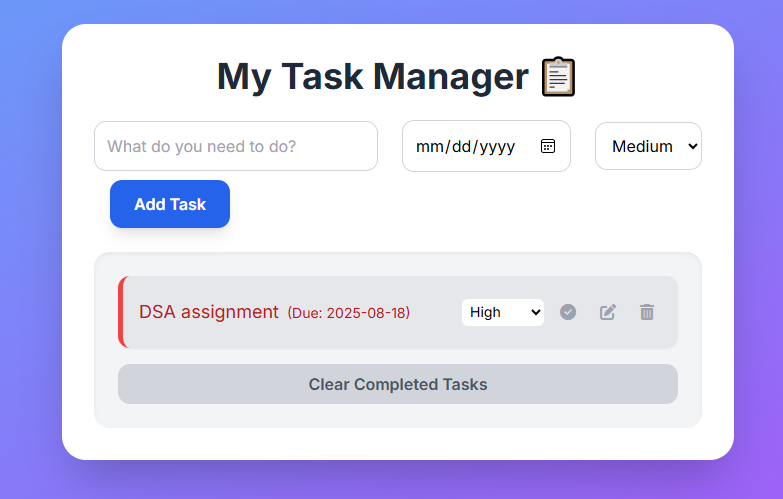 My Task Manager 📋
What do you need to do? mm/dd/yyyy Medium
Add Task
DSA assignment (Due: 2025-08-18) High
Clear Completed Tasks